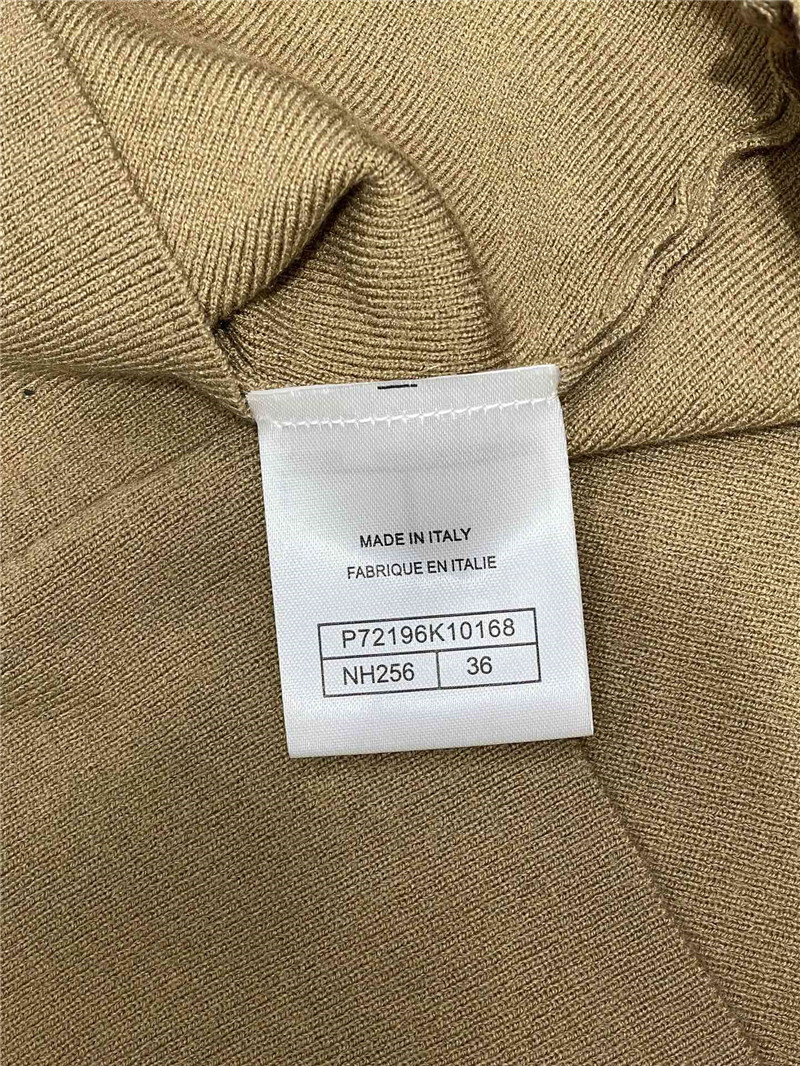 MADE IN ITALY
FABRIQUE EN ITALIE
P72196K10168
NH256 36